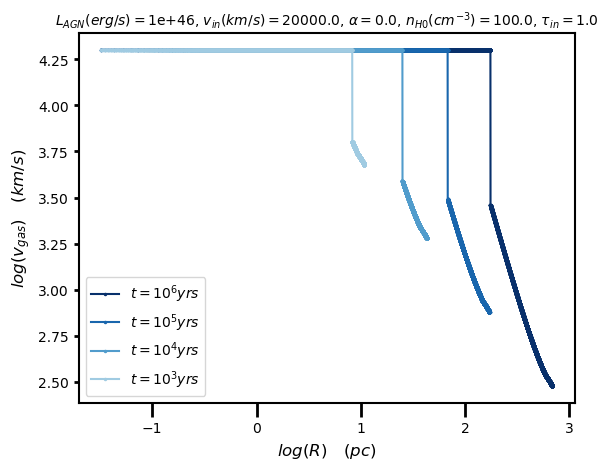 L_AGN(erg/s) = 1e+46, v_in(km/s) = 20000.0, α = 0.0, n_H0(cm^−3) = 100.0, τ_in = 1.0
4.25
4.00
3.75
3.50
3.25
3.00
2.75
2.50
log(v_gas) (km/s)
t = 10^6 yrs
t = 10^5 yrs
t = 10^4 yrs
t = 10^3 yrs
−1 0 1 2 3
log(R) (pc)